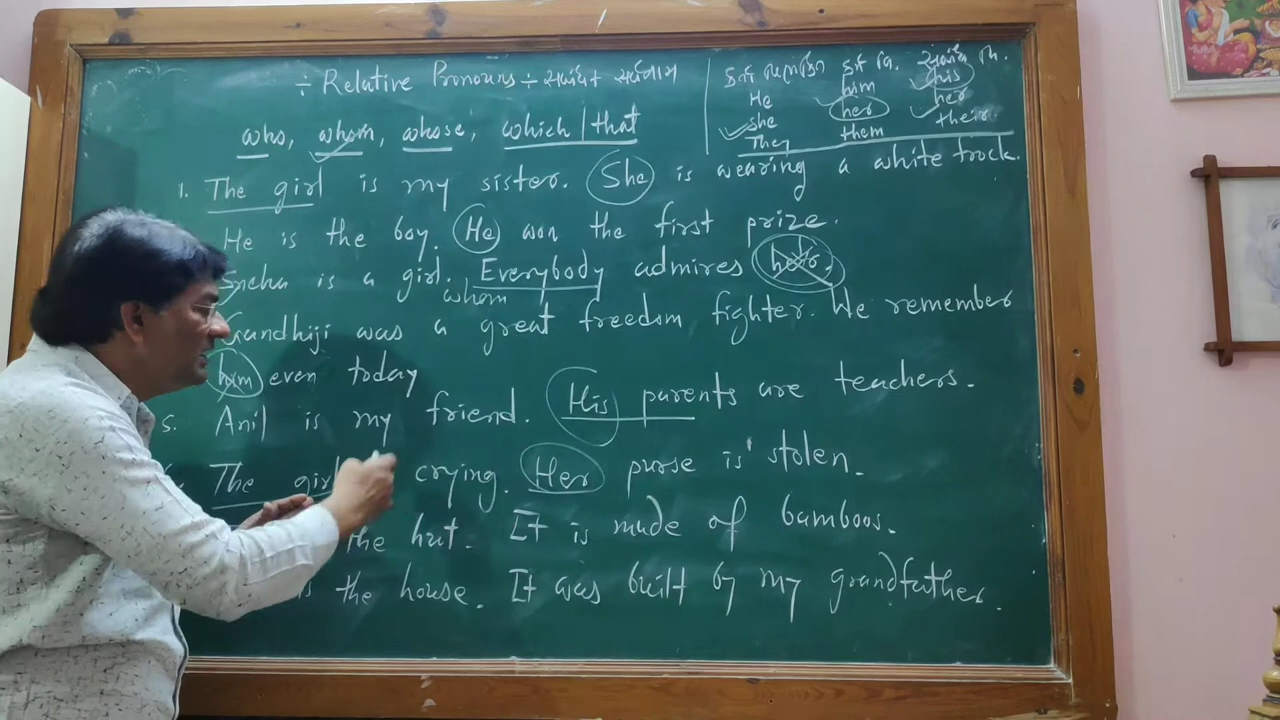 ÷ Relative Pronouns ÷ સાપેક્ષ સર્વનામ
who, whom, whose, which / that
કર્તા વિભક્તિ કર્મ વિ. સંબંધ વિ.
He him his
She her her
They them their
1. The girl is my sister. She is wearing a white frock.
He is the boy. He won the first prize.
Sneha is a girl. Everybody admires her.
whom
Gandhiji was a great freedom fighter. We remember
him even today
5. Anil is my friend. His parents are teachers.
The girl crying. Her purse is stolen.
the hut. It is made of bamboos.
is the house. It was built by my grandfather.